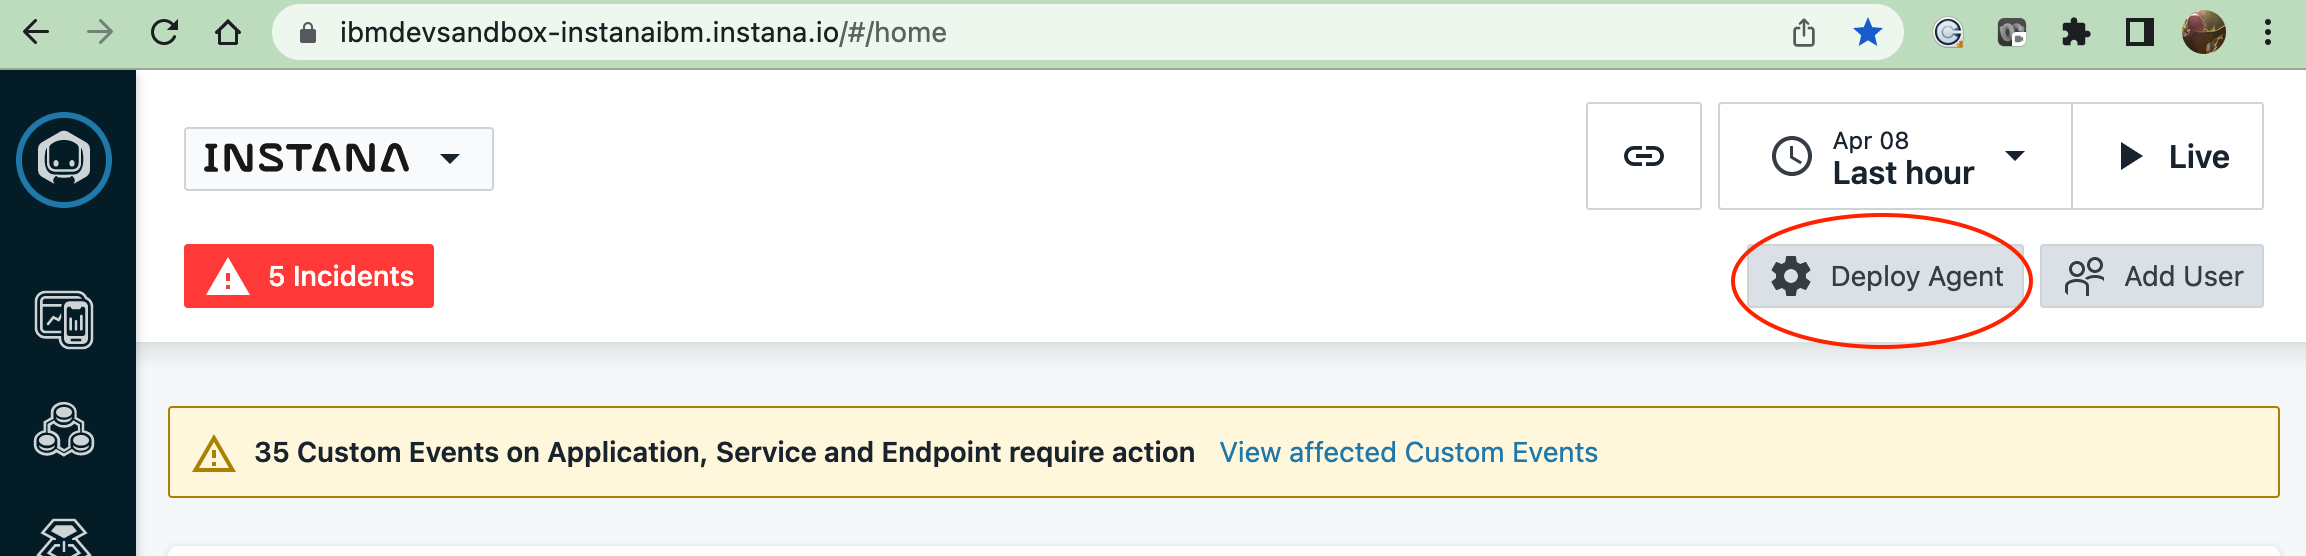 ibmdevsandbox-instanaibm.instana.io/#/home
INSTANA
Apr 08
Last hour
Live
5 Incidents
Deploy Agent
Add User
35 Custom Events on Application, Service and Endpoint require action View affected Custom Events